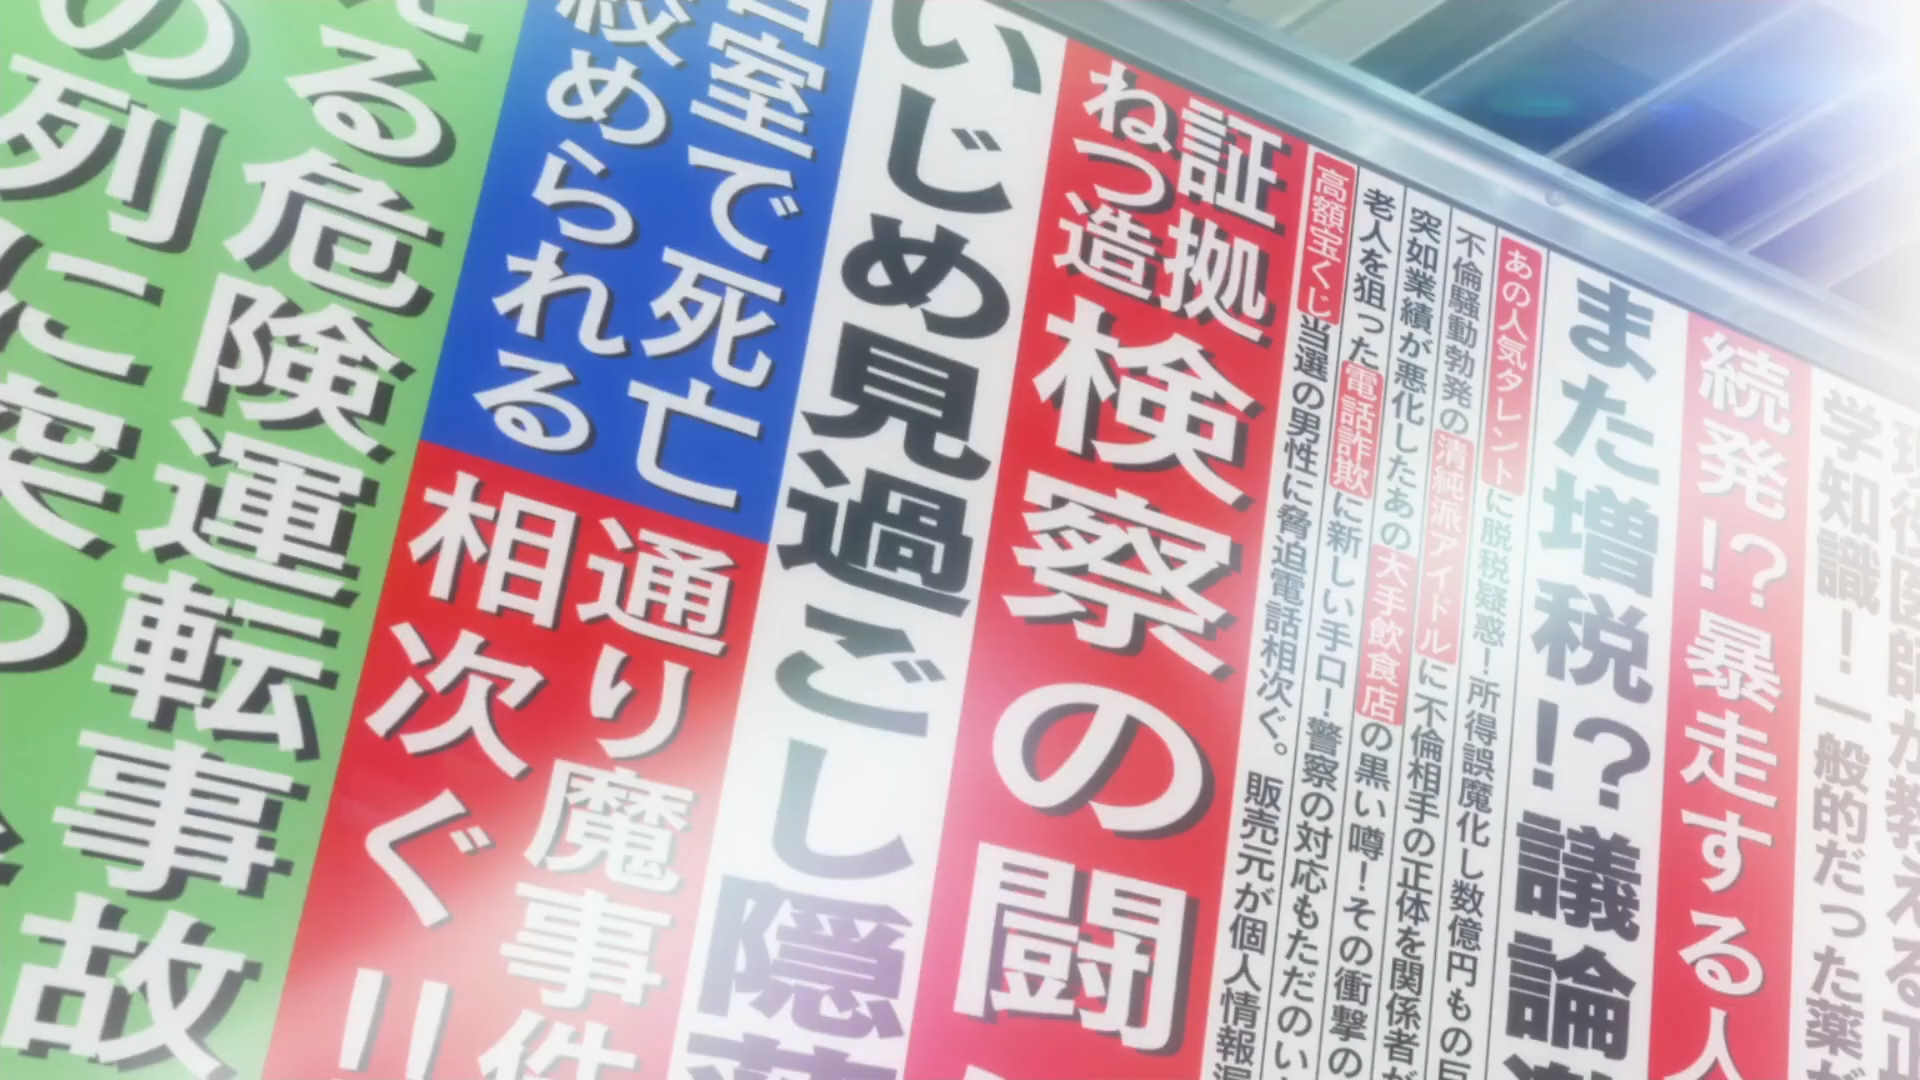 現役医師が教える正
学知識！一般的だった薬が
続発!?暴走する人
また増税!?議論
あの人気タレントに脱税疑惑！所得誤魔化し数億円もの巨
不倫騒動勃発の清純派アイドルに不倫相手の正体を関係者が
突如業績が悪化したあの大手飲食店の黒い噂！その衝撃の
老人を狙った電話詐欺に新しい手口！警察の対応もただのい
高額宝くじ当選の男性に脅迫電話相次ぐ。販売元が個人情報漏
証拠
ねつ造
検察の闇
いじめ見過ごし隠蔽
室で死亡
絞められる
通り魔事件
相次ぐ!!
える危険運転事故
の列に突っ